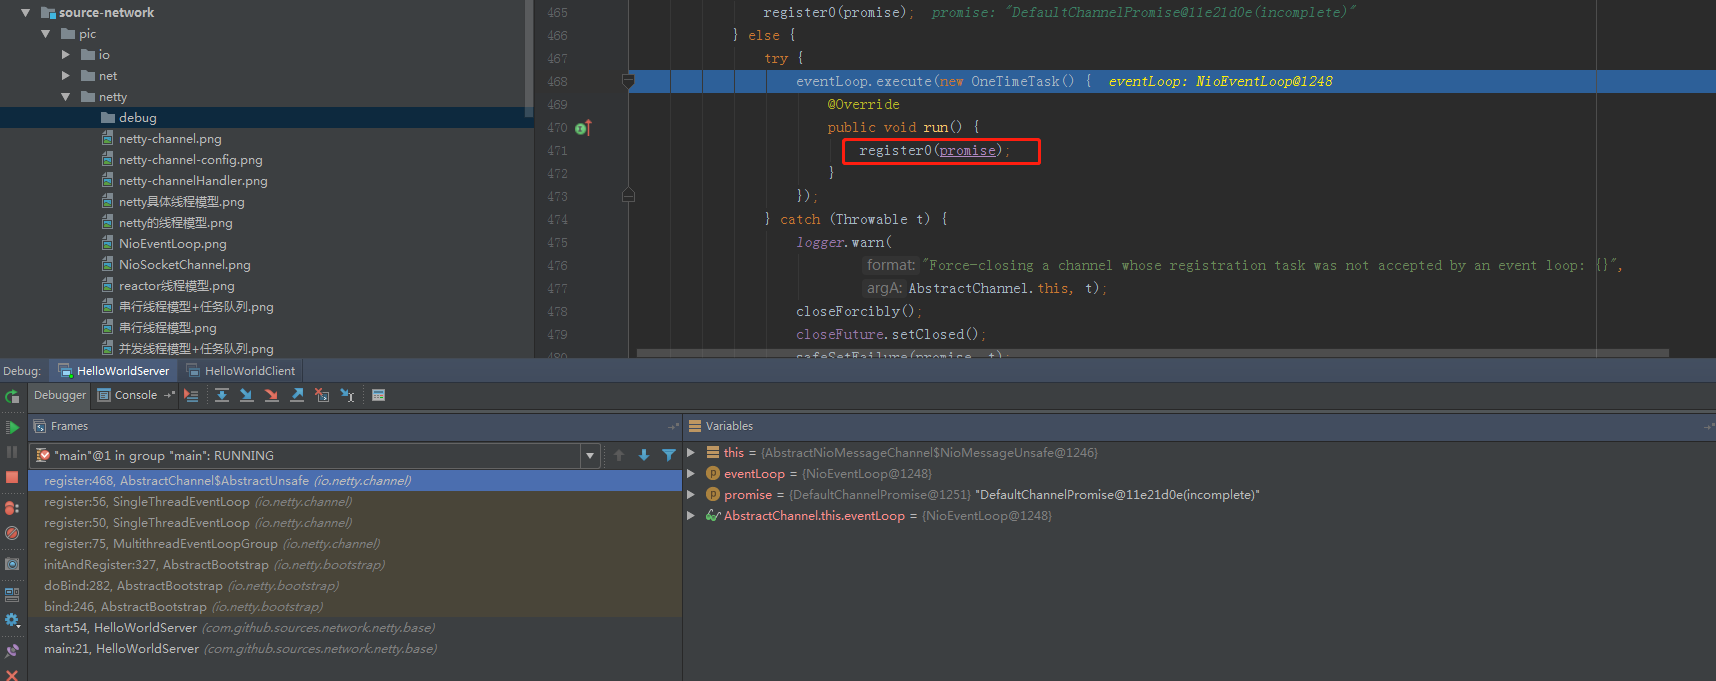 source-network
pic
io
net
netty
debug
netty-channel.png
netty-channel-config.png
netty-channelHandler.png
netty具体线程模型.png
netty的线程模型.png
NioEventLoop.png
NioSocketChannel.png
reactor线程模型.png
串行线程模型+任务队列.png
串行线程模型.png
并发线程模型+任务队列.png
465 register0(promise); promise: "DefaultChannelPromise@11e21d0e(incomplete)"
466 } else {
467 try {
468 eventLoop.execute(new OneTimeTask() { eventLoop: NioEventLoop@1248
469 @Override
470 public void run() {
471 register0(promise);
472 }
473 });
474 } catch (Throwable t) {
475 logger.warn(
476 format: "Force-closing a channel whose registration task was not accepted by an event loop: {}",
477 argA: AbstractChannel.this, t);
478 closeForcibly();
479 closeFuture.setClosed();
480 safeSetFailure(promise, t);
Debug: HelloWorldServer HelloWorldClient
Debugger Console
Frames
"main"@1 in group "main": RUNNING
register:468, AbstractChannel$AbstractUnsafe (io.netty.channel)
register:56, SingleThreadEventLoop (io.netty.channel)
register:50, SingleThreadEventLoop (io.netty.channel)
register:75, MultithreadEventLoopGroup (io.netty.channel)
initAndRegister:327, AbstractBootstrap (io.netty.bootstrap)
doBind:282, AbstractBootstrap (io.netty.bootstrap)
bind:246, AbstractBootstrap (io.netty.bootstrap)
start:54, HelloWorldServer (com.github.sources.network.netty.base)
main:21, HelloWorldServer (com.github.sources.network.netty.base)
Variables
this = {AbstractNioMessageChannel$NioMessageUnsafe@1246}
eventLoop = {NioEventLoop@1248}
promise = {DefaultChannelPromise@1251} "DefaultChannelPromise@11e21d0e(incomplete)"
AbstractChannel.this.eventLoop = {NioEventLoop@1248}